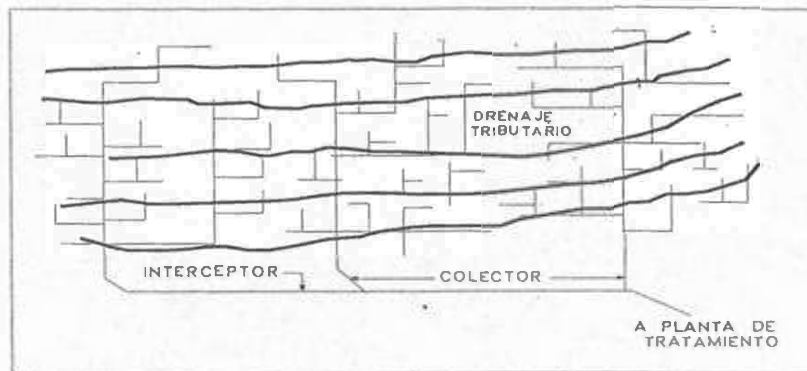 DRENAJE
TRIBUTARIO
INTERCEPTOR
COLECTOR
A PLANTA DE
TRATAMIENTO